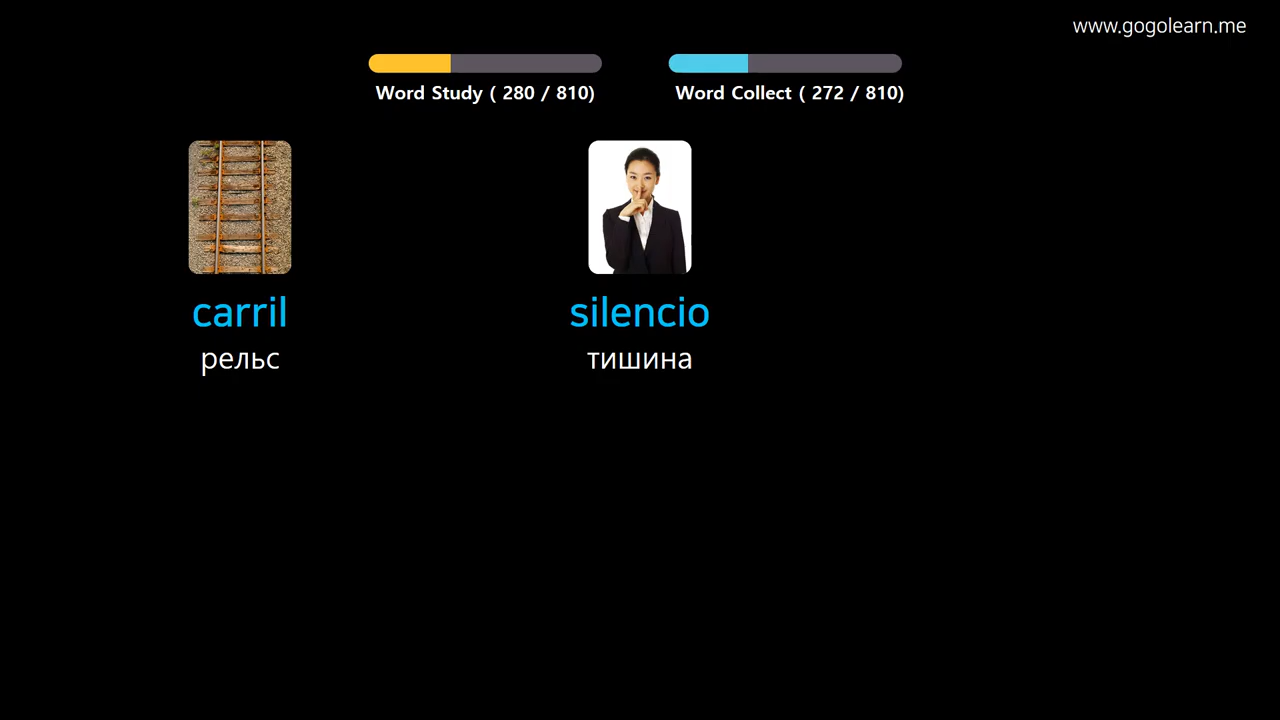 www.gogolearn.me
Word Study ( 280 / 810)
Word Collect ( 272 / 810)
carril
рельс
silencio
тишина